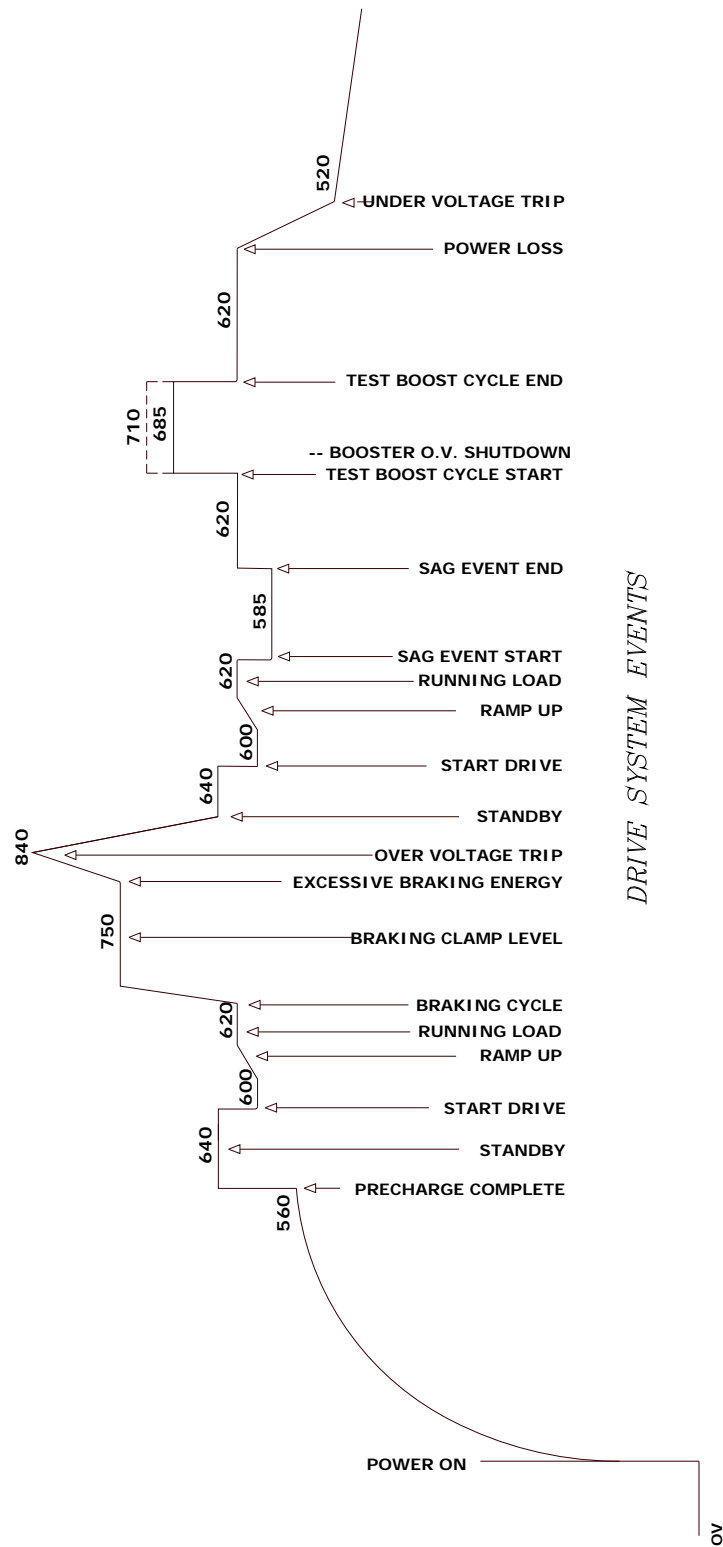 520
UNDER VOLTAGE TRIP
POWER LOSS
620
TEST BOOST CYCLE END
710
685
-- BOOSTER O.V. SHUTDOWN
TEST BOOST CYCLE START
620
SAG EVENT END
585
SAG EVENT START
620
RUNNING LOAD
RAMP UP
600
START DRIVE
640
STANDBY
840
OVER VOLTAGE TRIP
EXCESSIVE BRAKING ENERGY
750
BRAKING CLAMP LEVEL
BRAKING CYCLE
620
RUNNING LOAD
RAMP UP
600
START DRIVE
640
STANDBY
PRECHARGE COMPLETE
560
POWER ON
OV
DRIVE SYSTEM EVENTS